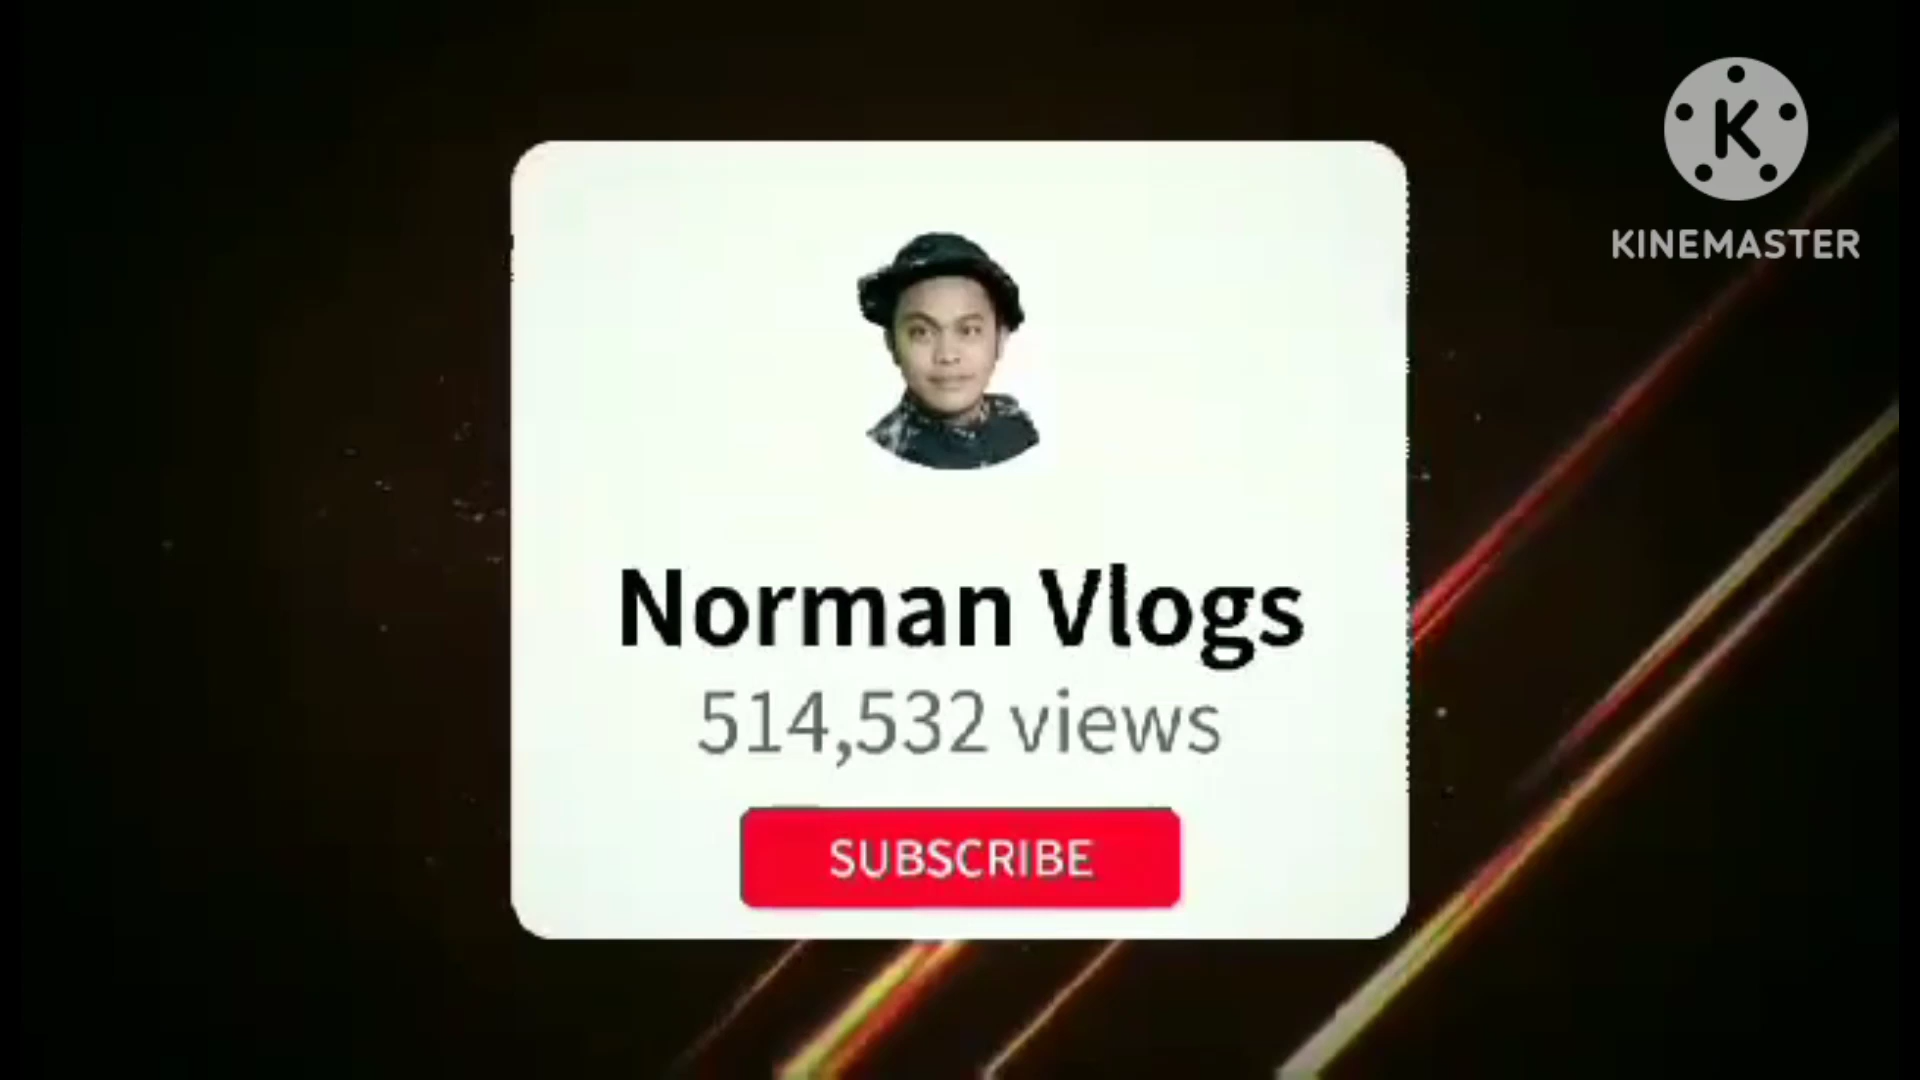 K
KINEMASTER
Norman Vlogs
514,532 views
SUBSCRIBE